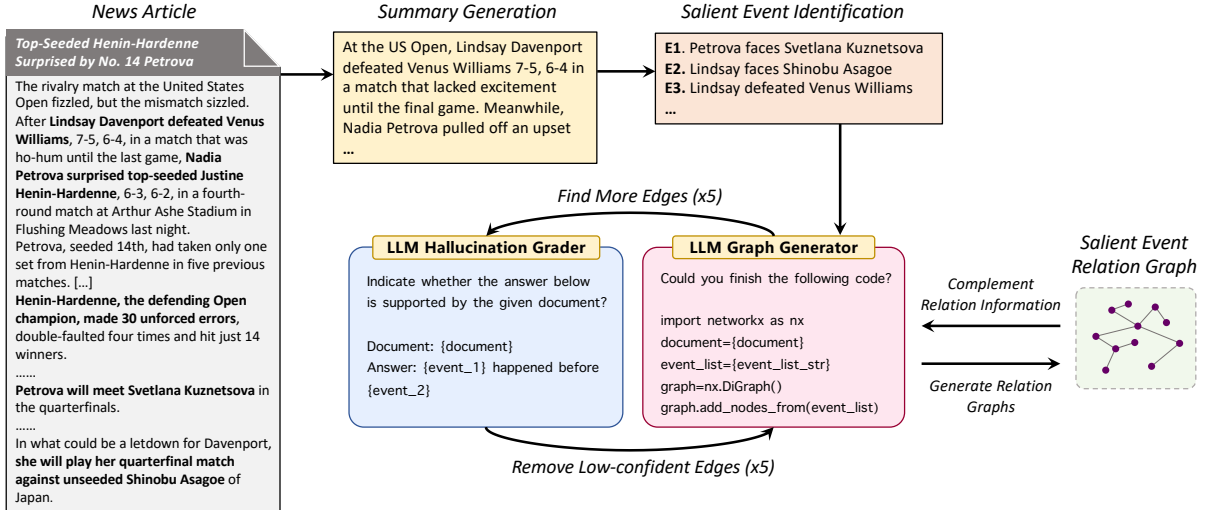 News Article
Top-Seeded Henin-Hardenne
Surprised by No. 14 Petrova
The rivalry match at the United States
Open fizzled, but the mismatch sizzled.
After Lindsay Davenport defeated Venus
Williams, 7-5, 6-4, in a match that was
ho-hum until the last game, Nadia
Petrova surprised top-seeded Justine
Henin-Hardenne, 6-3, 6-2, in a fourth-
round match at Arthur Ashe Stadium in
Flushing Meadows last night.
Petrova, seeded 14th, had taken only one
set from Henin-Hardenne in five previous
matches. […]
Henin-Hardenne, the defending Open
champion, made 30 unforced errors,
double-faulted four times and hit just 14
winners.
……
Petrova will meet Svetlana Kuznetsova in
the quarterfinals.
……
In what could be a letdown for Davenport,
she will play her quarterfinal match
against unseeded Shinobu Asagoe of
Japan.
Summary Generation
At the US Open, Lindsay Davenport
defeated Venus Williams 7-5, 6-4 in
a match that lacked excitement
until the final game. Meanwhile,
Nadia Petrova pulled off an upset
…
Salient Event Identification
E1. Petrova faces Svetlana Kuznetsova
E2. Lindsay faces Shinobu Asagoe
E3. Lindsay defeated Venus Williams
…
Find More Edges (x5)
LLM Hallucination Grader
Indicate whether the answer below
is supported by the given document?
Document: {document}
Answer: {event_1} happened before
{event_2}
LLM Graph Generator
Could you finish the following code?
import networkx as nx
document={document}
event_list={event_list_str}
graph=nx.DiGraph()
graph.add_nodes_from(event_list)
Remove Low-confident Edges (x5)
Complement
Relation Information
Generate Relation
Graphs
Salient Event
Relation Graph